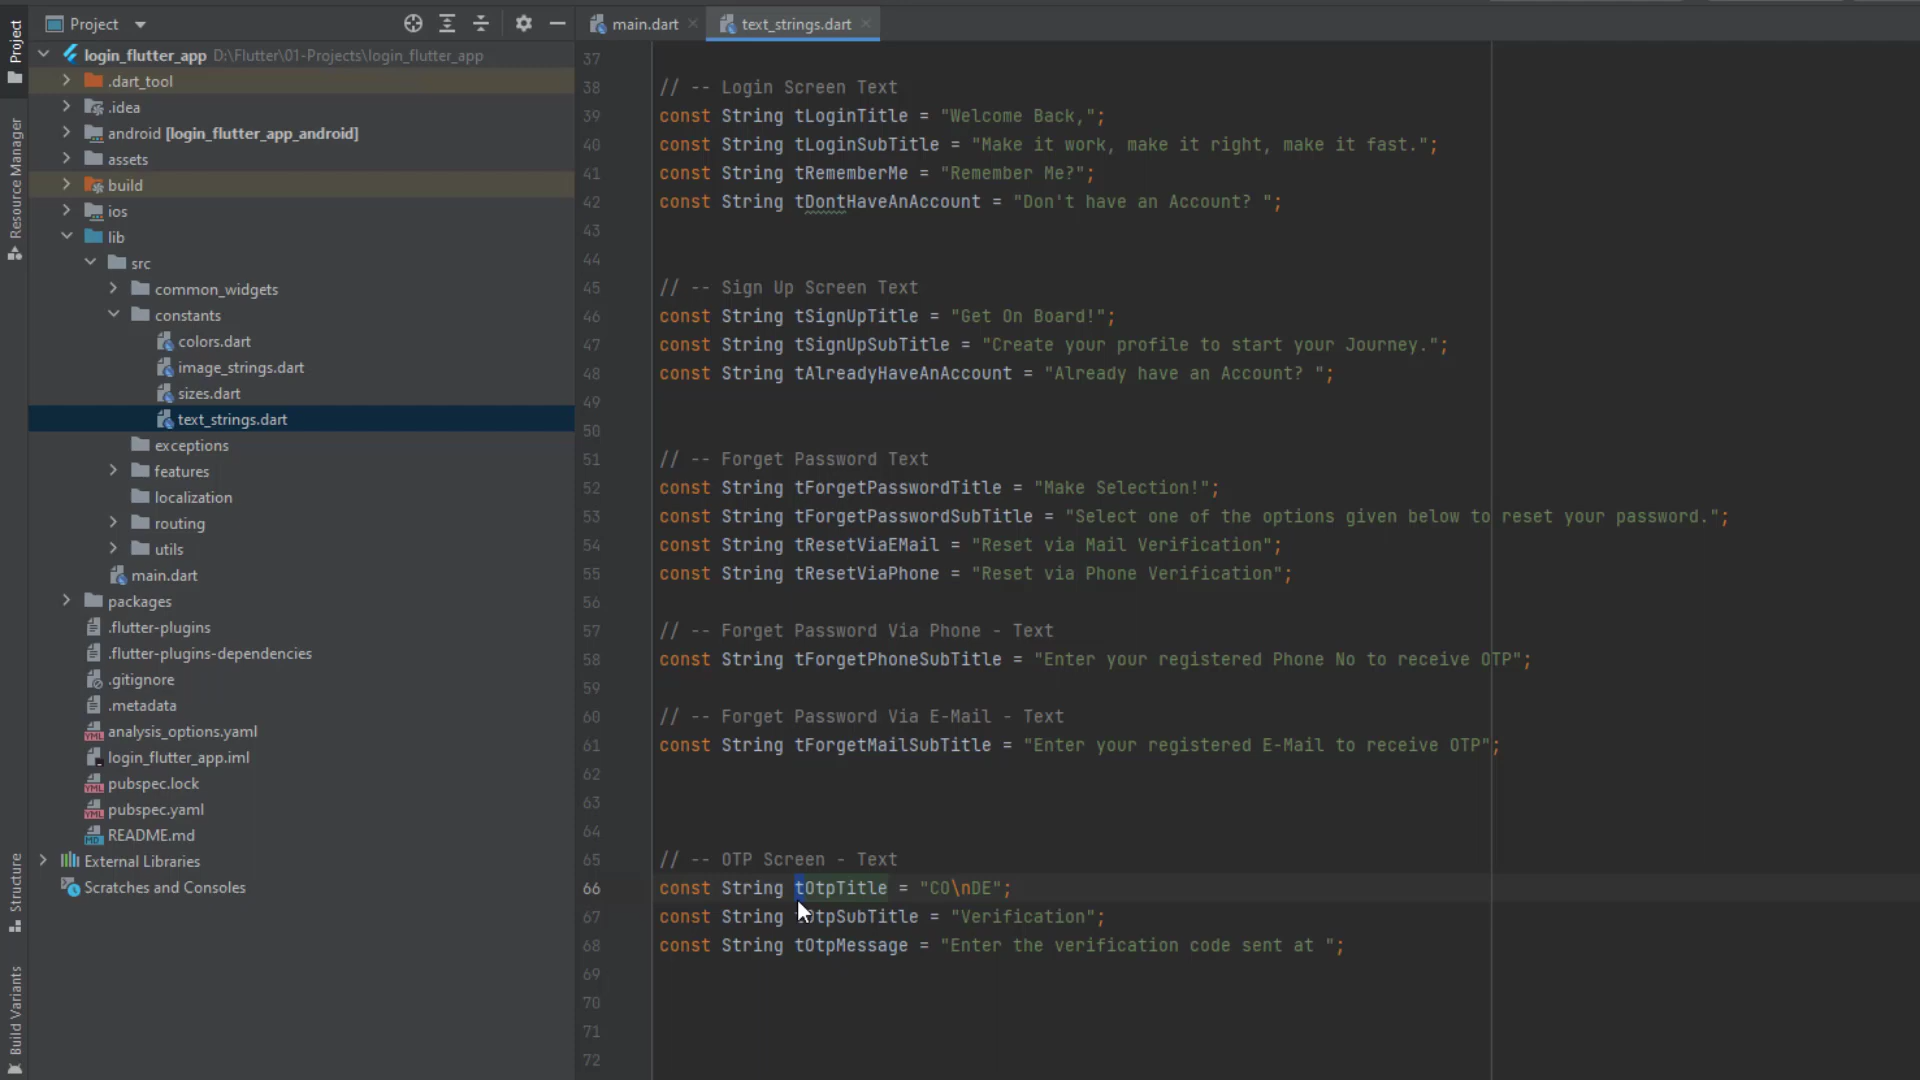 Project
main.dart
text_strings.dart
Project
Resource Manager
Structure
Build Variants
login_flutter_app D:\Flutter\01-Projects\login_flutter_app
.dart_tool
.idea
android [login_flutter_app_android]
assets
build
ios
lib
src
common_widgets
constants
colors.dart
image_strings.dart
sizes.dart
text_strings.dart
exceptions
features
localization
routing
utils
main.dart
packages
.flutter-plugins
.flutter-plugins-dependencies
.gitignore
.metadata
analysis_options.yaml
login_flutter_app.iml
pubspec.lock
pubspec.yaml
README.md
External Libraries
Scratches and Consoles
37
38 // -- Login Screen Text
39 const String tLoginTitle = "Welcome Back,";
40 const String tLoginSubTitle = "Make it work, make it right, make it fast.";
41 const String tRememberMe = "Remember Me?";
42 const String tDontHaveAnAccount = "Don't have an Account? ";
43
44
45 // -- Sign Up Screen Text
46 const String tSignUpTitle = "Get On Board!";
47 const String tSignUpSubTitle = "Create your profile to start your Journey.";
48 const String tAlreadyHaveAnAccount = "Already have an Account? ";
49
50
51 // -- Forget Password Text
52 const String tForgetPasswordTitle = "Make Selection!";
53 const String tForgetPasswordSubTitle = "Select one of the options given below to reset your password.";
54 const String tResetViaEMail = "Reset via Mail Verification";
55 const String tResetViaPhone = "Reset via Phone Verification";
56
57 // -- Forget Password Via Phone - Text
58 const String tForgetPhoneSubTitle = "Enter your registered Phone No to receive OTP";
59
60 // -- Forget Password Via E-Mail - Text
61 const String tForgetMailSubTitle = "Enter your registered E-Mail to receive OTP";
62
63
64
65 // -- OTP Screen - Text
66 const String tOtpTitle = "CO\nDE";
67 const String tOtpSubTitle = "Verification";
68 const String tOtpMessage = "Enter the verification code sent at ";
69
70
71
72